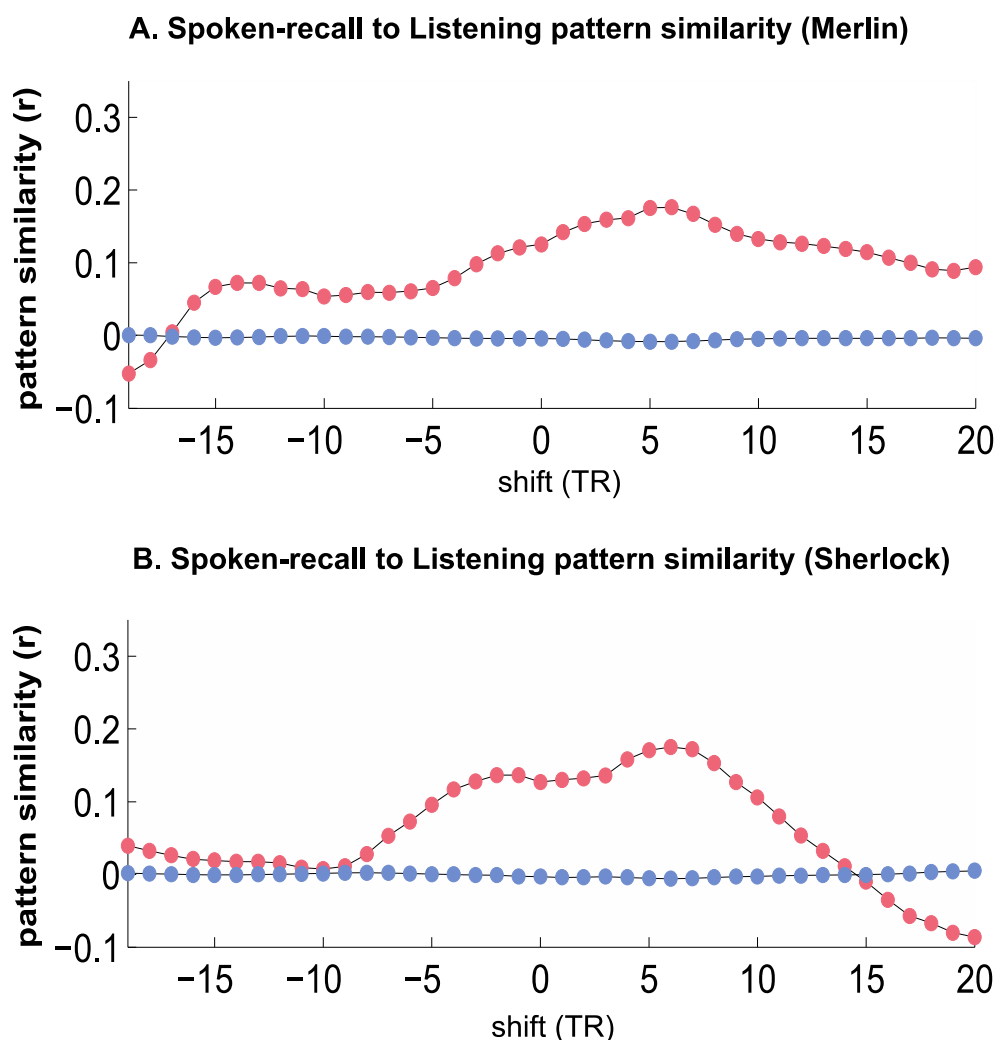 A. Spoken-recall to Listening pattern similarity (Merlin)
pattern similarity (r)
0.3
0.2
0.1
0
−0.1
−15 −10 −5 0 5 10 15 20
shift (TR)
B. Spoken-recall to Listening pattern similarity (Sherlock)
pattern similarity (r)
0.3
0.2
0.1
0
−0.1
−15 −10 −5 0 5 10 15 20
shift (TR)